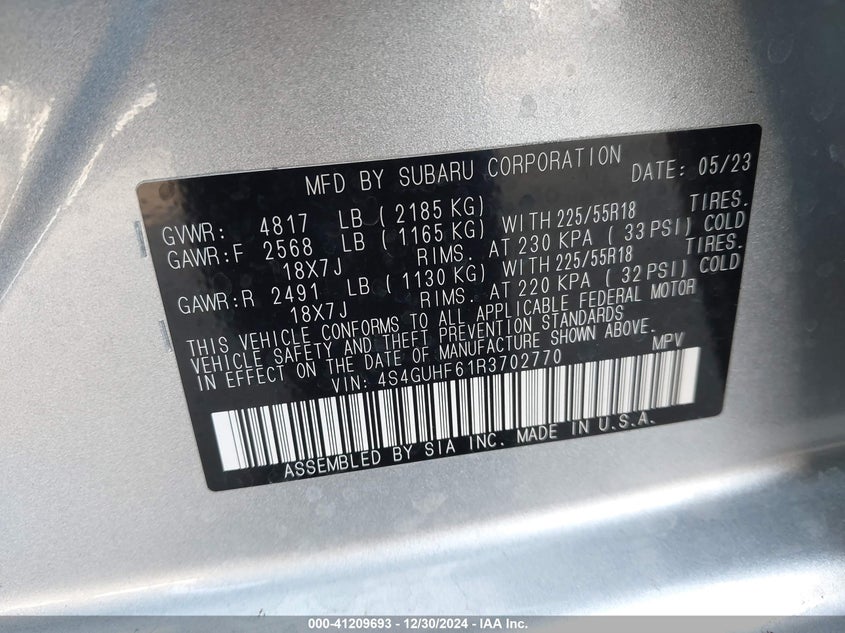 MFD BY SUBARU CORPORATION DATE: 05/23
GVWR: 4817 LB ( 2185 KG)
GAWR:F 2568 LB ( 1165 KG) WITH 225/55R18 TIRES.
18X7J RIMS. AT 230 KPA ( 33 PSI) COLD
GAWR:R 2491 LB ( 1130 KG) WITH 225/55R18 TIRES.
18X7J RIMS. AT 220 KPA ( 32 PSI) COLD
THIS VEHICLE CONFORMS TO ALL APPLICABLE FEDERAL MOTOR
VEHICLE SAFETY AND THEFT PREVENTION STANDARDS
IN EFFECT ON THE DATE OF MANUFACTURE SHOWN ABOVE.
VIN: 4S4GUHF61R3702770 MPV
ASSEMBLED BY SIA INC. MADE IN U.S.A.
000-41209693 - 12/30/2024 - IAA Inc.